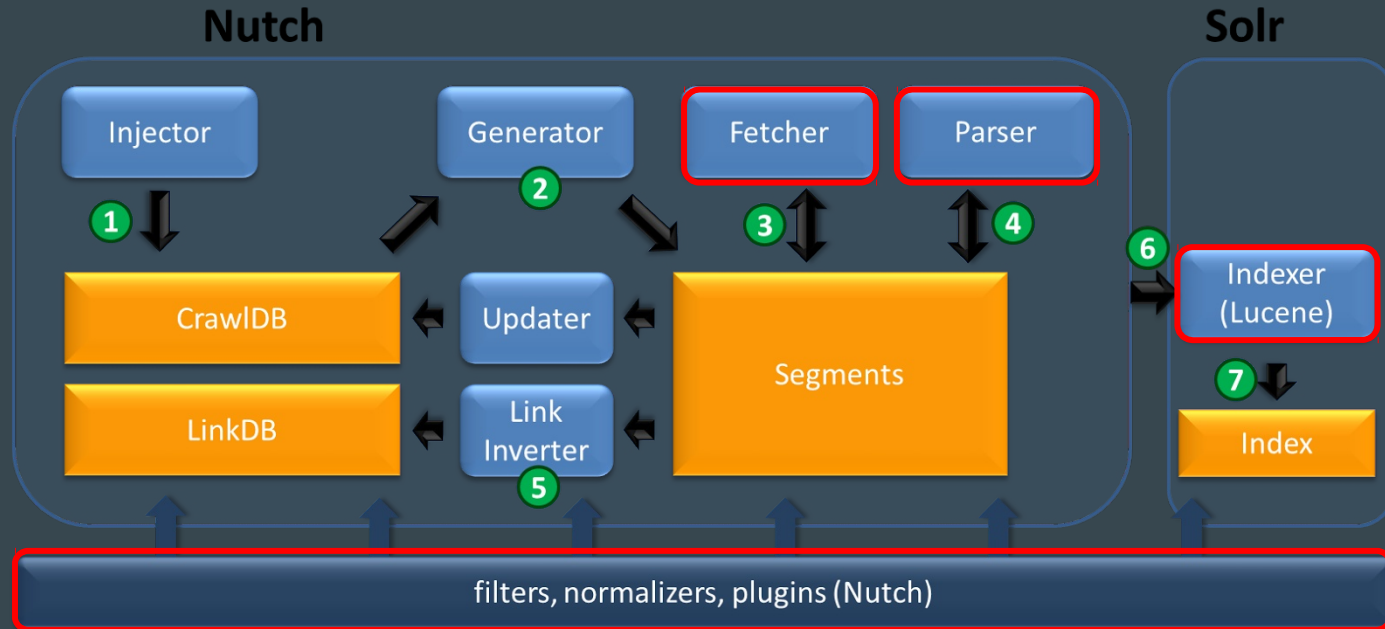 Nutch
Solr
Injector
Generator
Fetcher
Parser
2
1
3
4
6
Indexer
(Lucene)
CrawlDB
Updater
Segments
7
LinkDB
Link
Inverter
Index
5
filters, normalizers, plugins (Nutch)